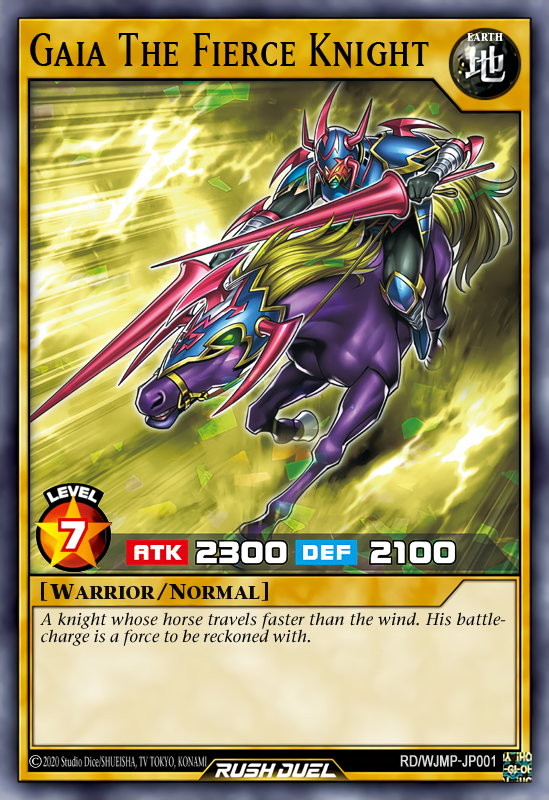 Gaia The Fierce Knight
EARTH
地
LEVEL
7
ATK 2300 DEF 2100
[Warrior/Normal]
A knight whose horse travels faster than the wind. His battle-
charge is a force to be reckoned with.
©2020 Studio Dice/SHUEISHA, TV TOKYO, KONAMI
RUSH DUEL
RD/WJMP-JP001